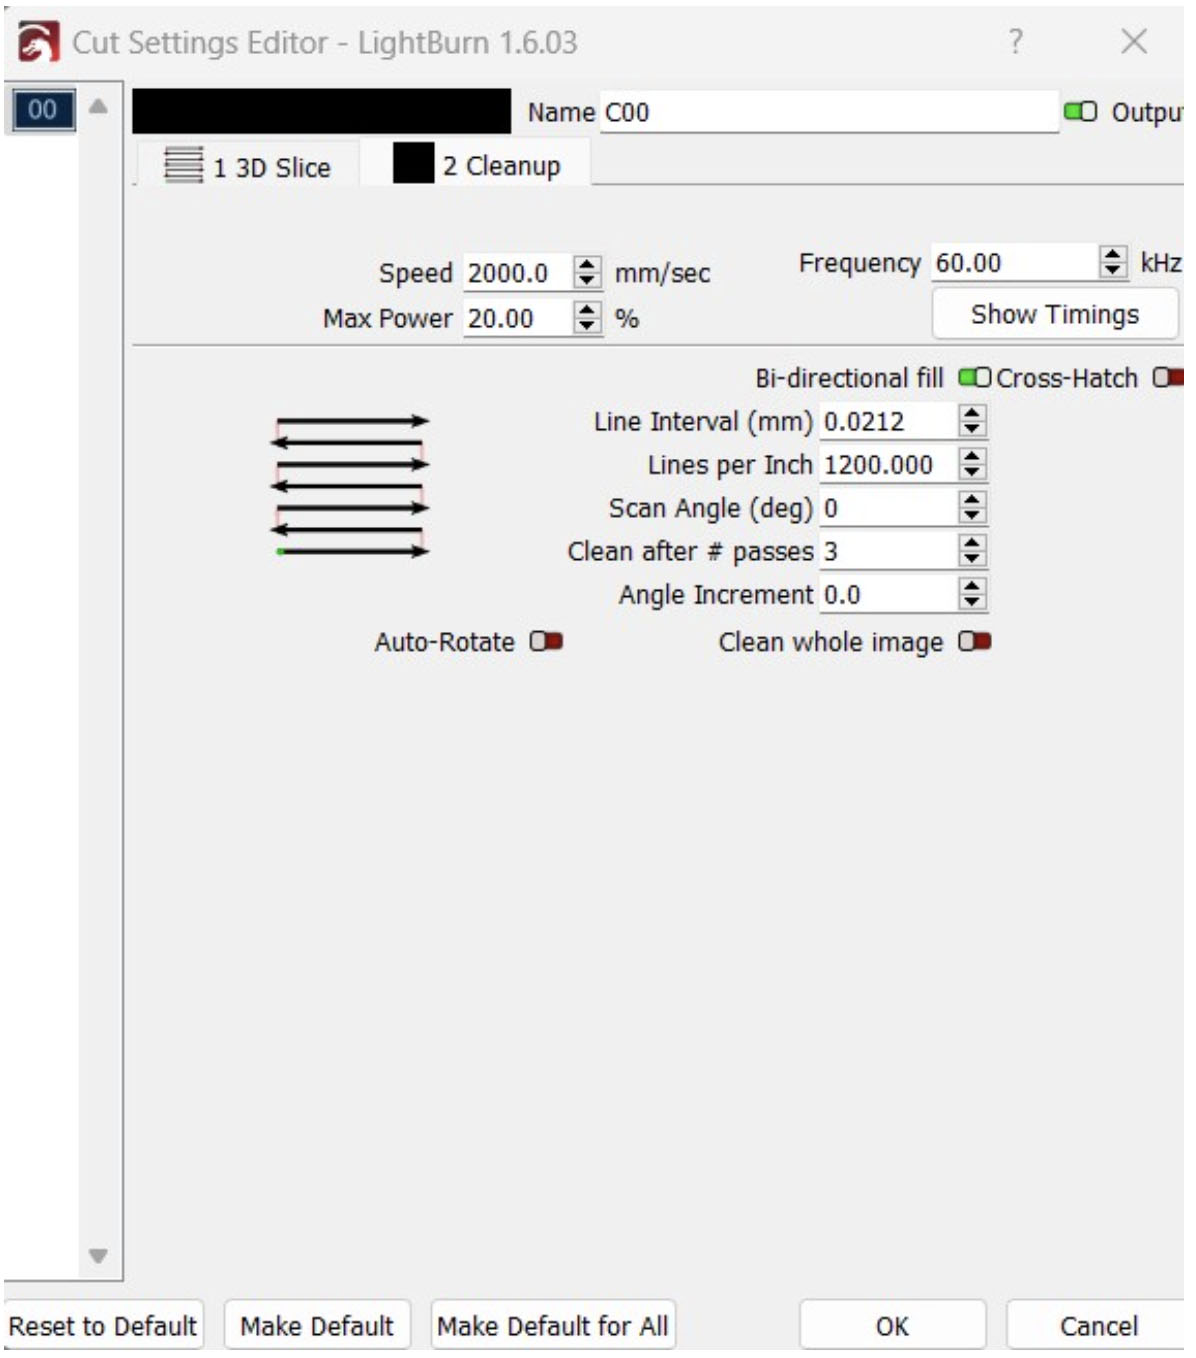 Cut Settings Editor - LightBurn 1.6.03 ?
00 Name C00 Output
1 3D Slice 2 Cleanup
Speed 2000.0 mm/sec Frequency 60.00 kHz
Max Power 20.00 % Show Timings
Bi-directional fill Cross-Hatch
Line Interval (mm) 0.0212
Lines per Inch 1200.000
Scan Angle (deg) 0
Clean after # passes 3
Angle Increment 0.0
Auto-Rotate Clean whole image
Reset to Default Make Default Make Default for All OK Cancel